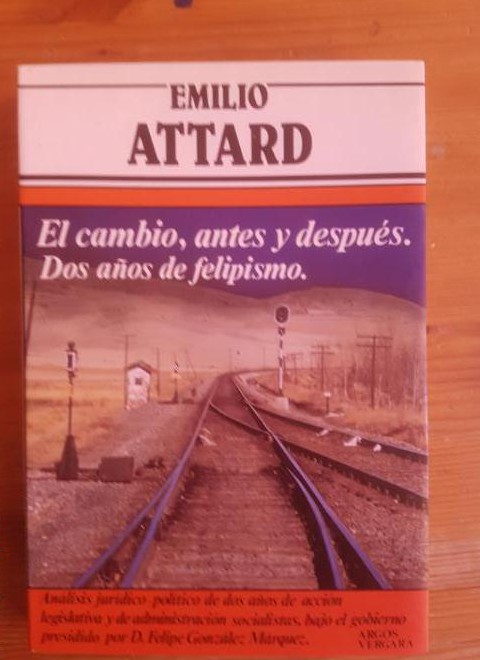 EMILIO
ATTARD
El cambio, antes y después.
Dos años de felipismo.
Análisis jurídico-político de dos años de acción
legislativa y de administración socialistas, bajo el gobierno
presidido por D. Felipe González Márquez.
ARGOS
VERGARA